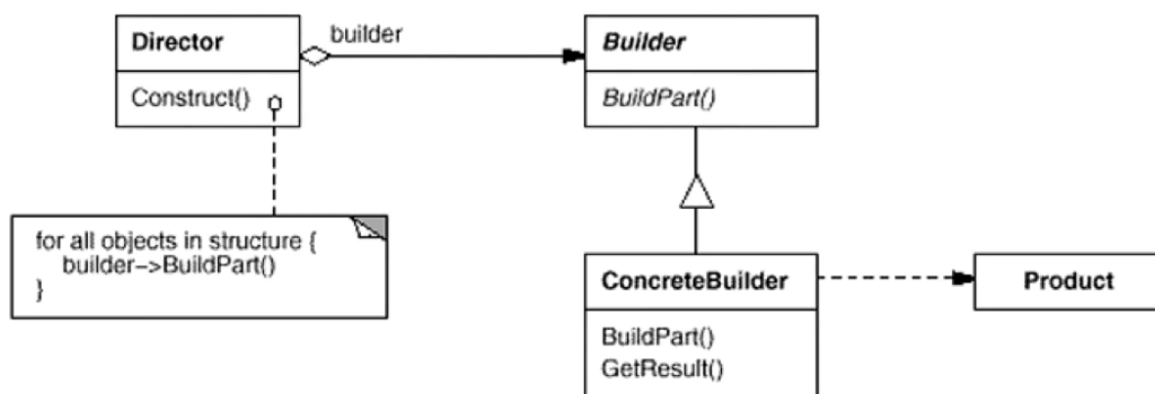 Director
Construct()
builder
Builder
BuildPart()
for all objects in structure {
builder->BuildPart()
}
ConcreteBuilder
BuildPart()
GetResult()
Product